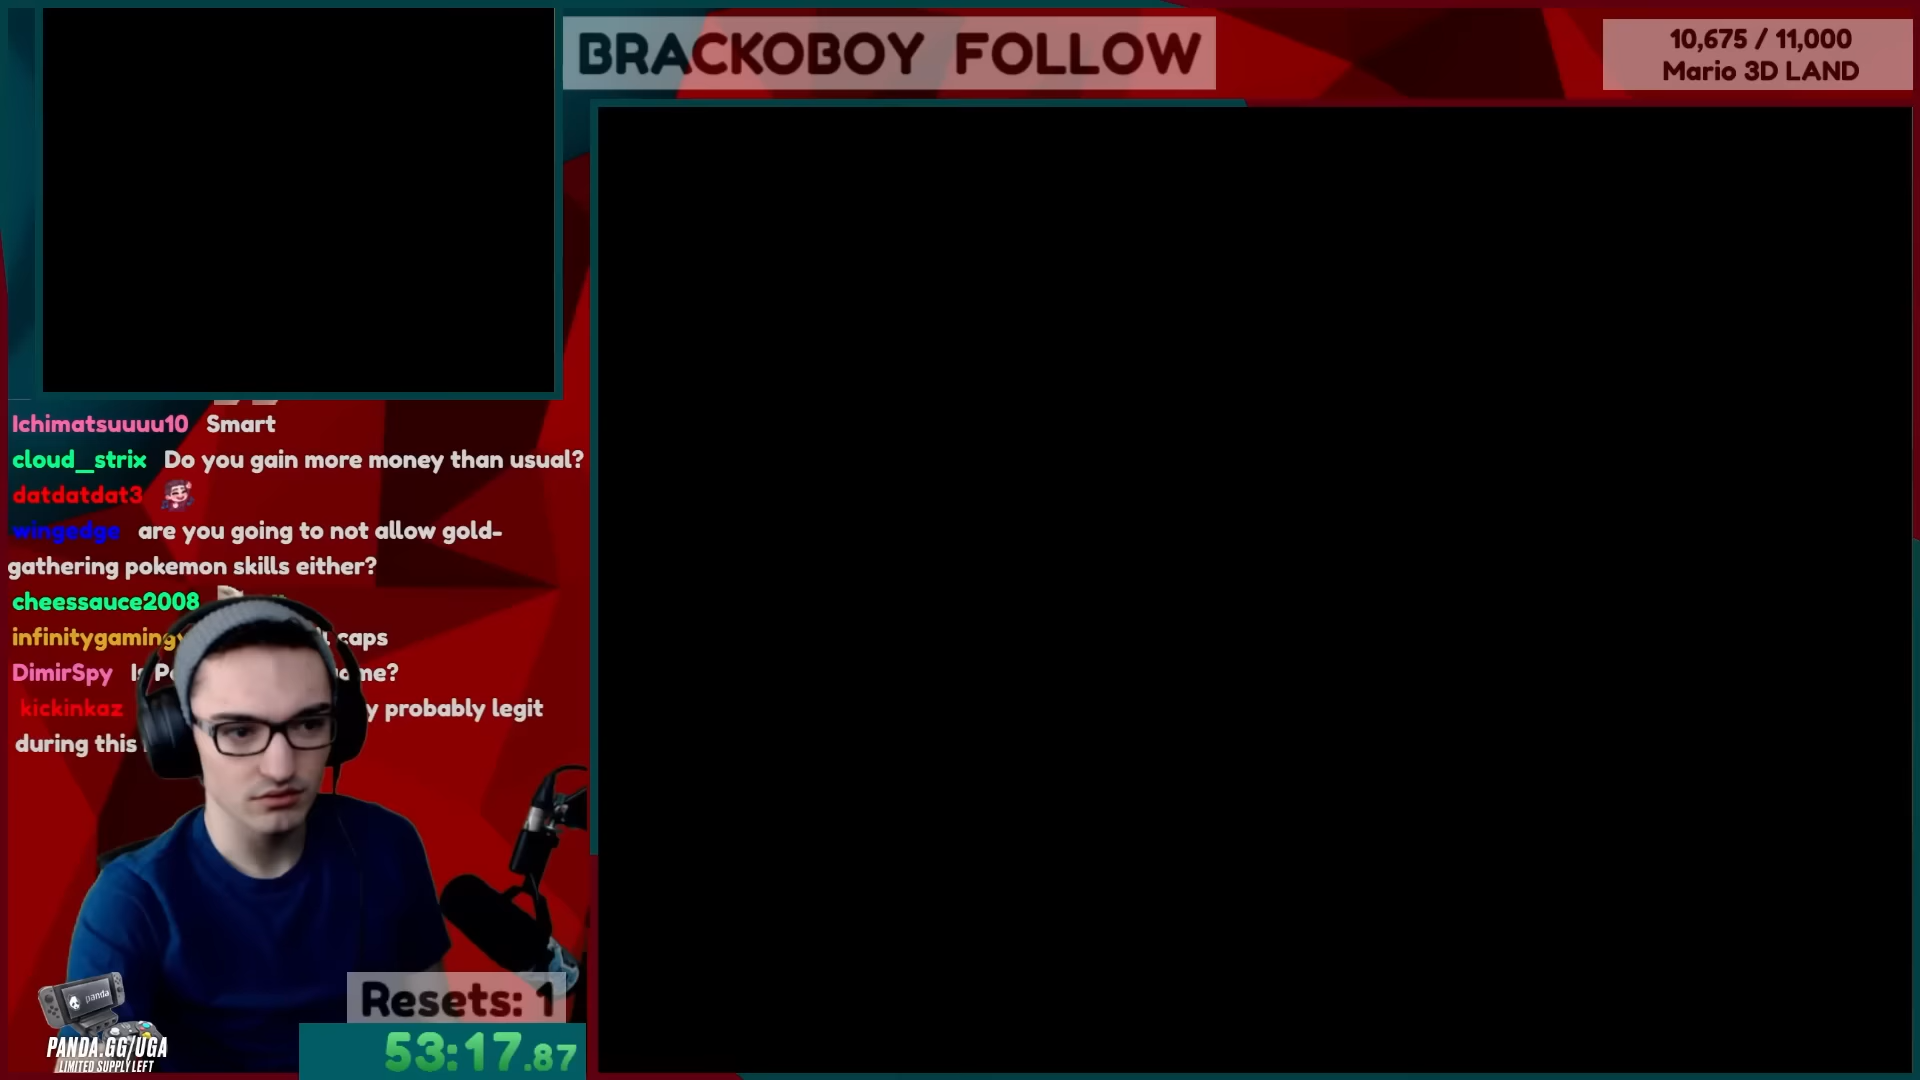 BRACKOBOY FOLLOW
10,675 / 11,000
Mario 3D LAND
Ichimatsuuuu10 Smart
cloud_strix Do you gain more money than usual?
datdatdat3
wingedge are you going to not allow gold-
gathering pokemon skills either?
cheessauce2008
infinitygaming caps
DimirSpy
kickinkaz probably legit
during this
Resets: 1
53:17.87
panda
PANDA.GG/UGA
LIMITED SUPPLY LEFT